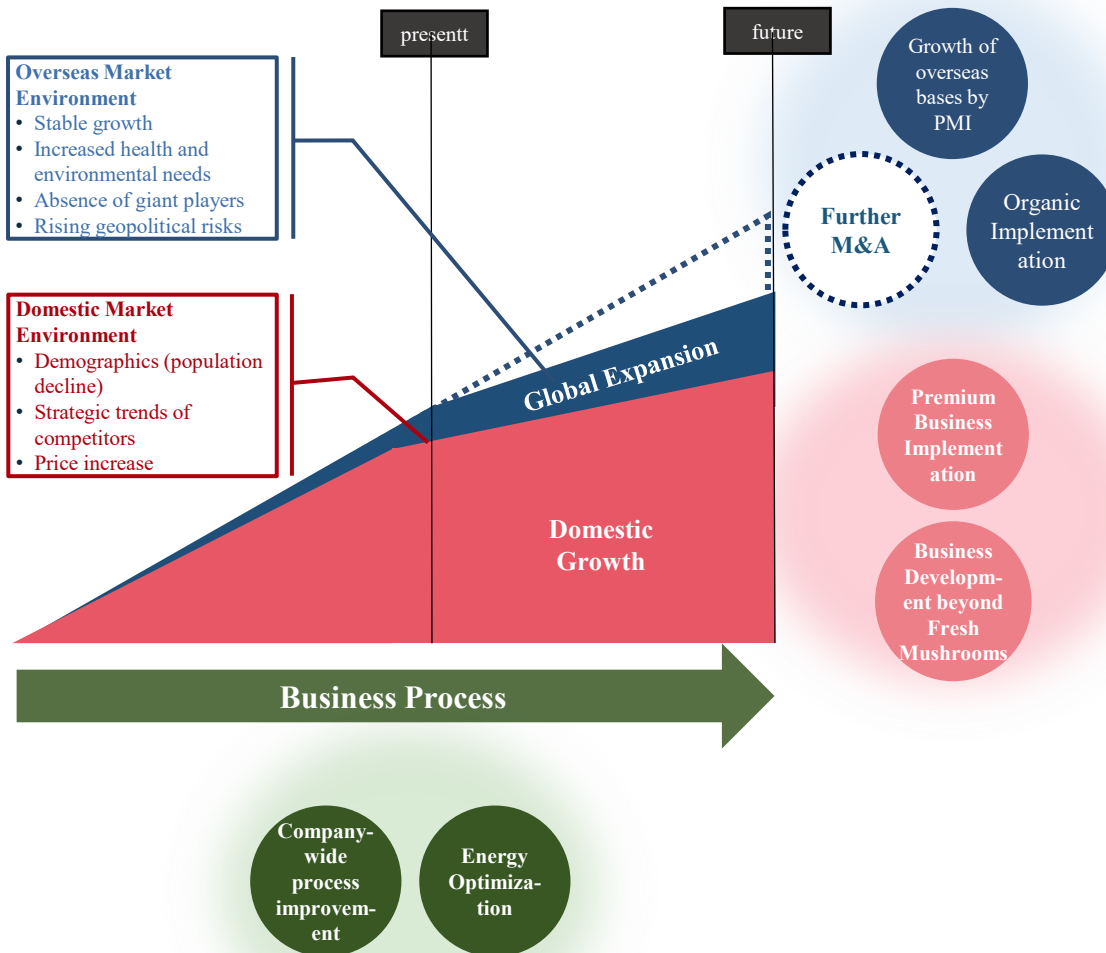 presentt
future
Overseas Market
Environment
• Stable growth
• Increased health and
environmental needs
• Absence of giant players
• Rising geopolitical risks
Domestic Market
Environment
• Demographics (population
decline)
• Strategic trends of
competitors
• Price increase
Growth of
overseas
bases by
PMI
Further
M&A
Organic
Implement
ation
Global Expansion
Domestic
Growth
Premium
Business
Implement
ation
Business
Develop-
ment beyond
Fresh
Mushrooms
Business Process
Company-
wide
process
improvem-
ent
Energy
Optimiza-
tion